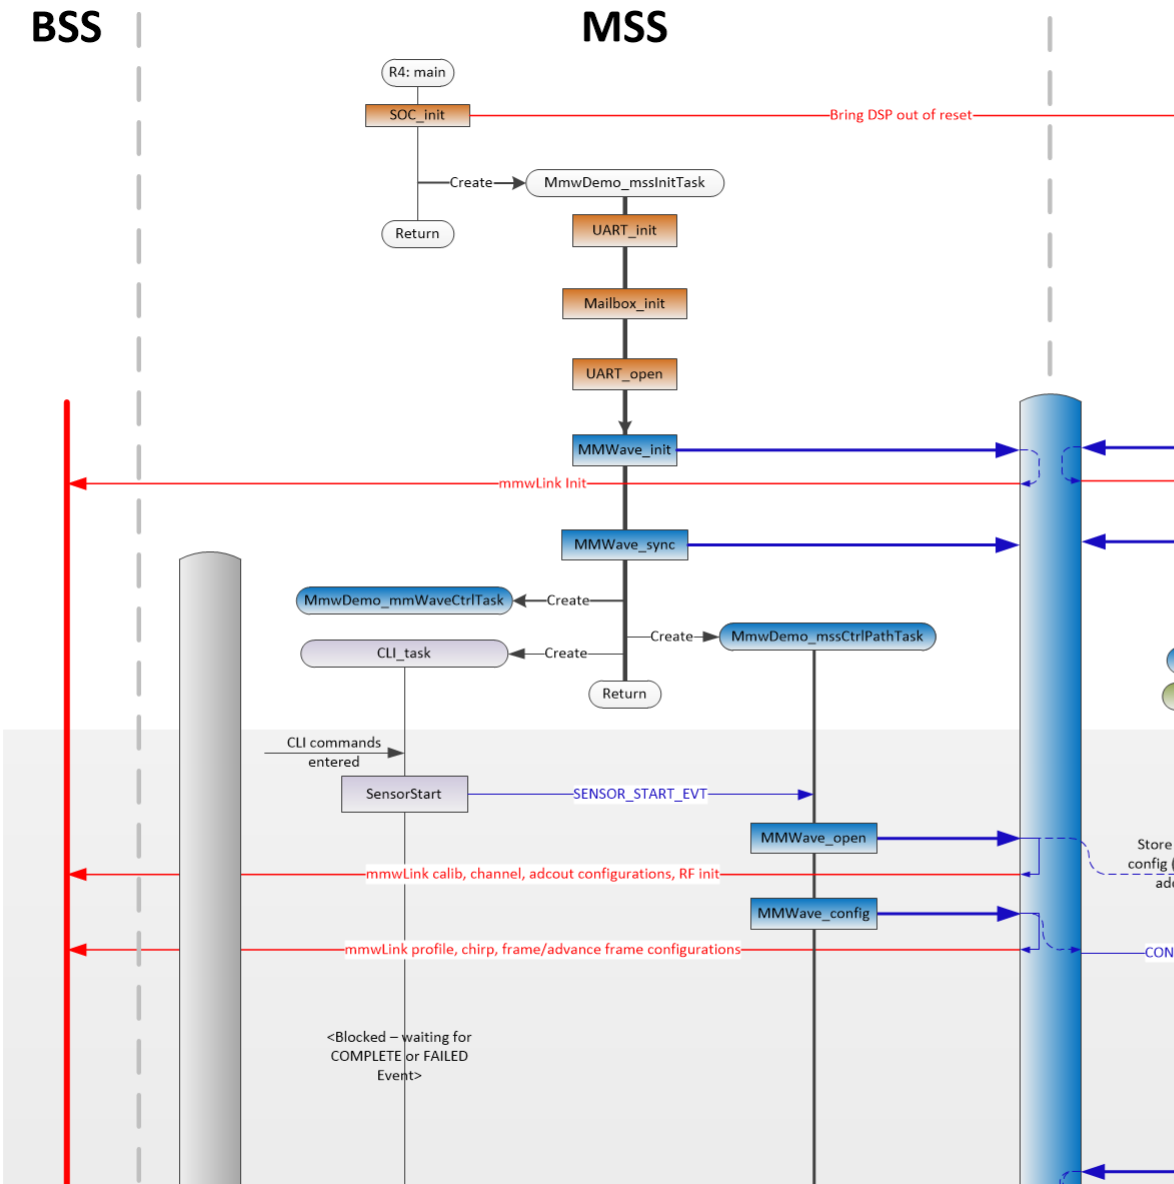 BSS
MSS
R4: main
SOC_init
Bring DSP out of reset
Create
MmwDemo_mssInitTask
UART_init
Return
Mailbox_init
UART_open
MMWave_init
mmwLink Init
MMWave_sync
MmwDemo_mmWaveCtrlTask
Create
Create
MmwDemo_mssCtrlPathTask
CLI_task
Create
Return
CLI commands
entered
SensorStart
SENSOR_START_EVT
MMWave_open
Store
config (
mmwLink calib, channel, adcout configurations, RF init
MMWave_config
mmwLink profile, chirp, frame/advance frame configurations
<Blocked – waiting for
COMPLETE or FAILED
Event>